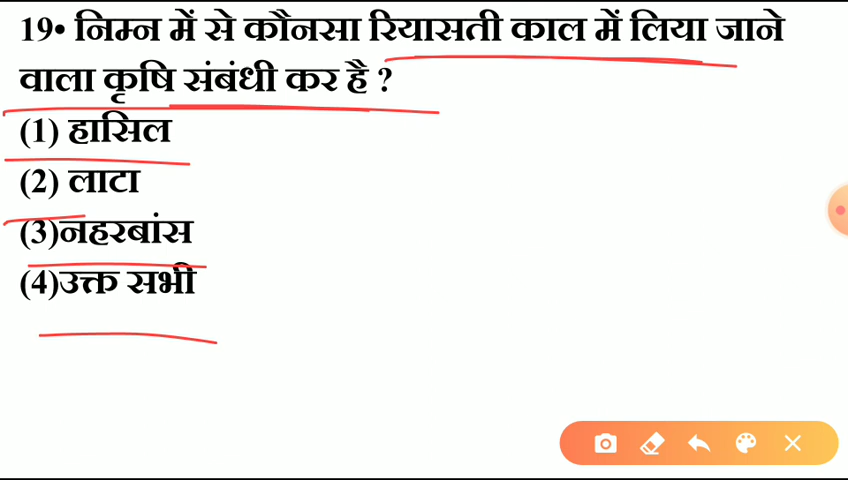 19• निम्न में से कौनसा रियासती काल में लिया जाने
वाला कृषि संबंधी कर है ?
(1) हासिल
(2) लाटा
(3)नहरबांस
(4)उक्त सभी